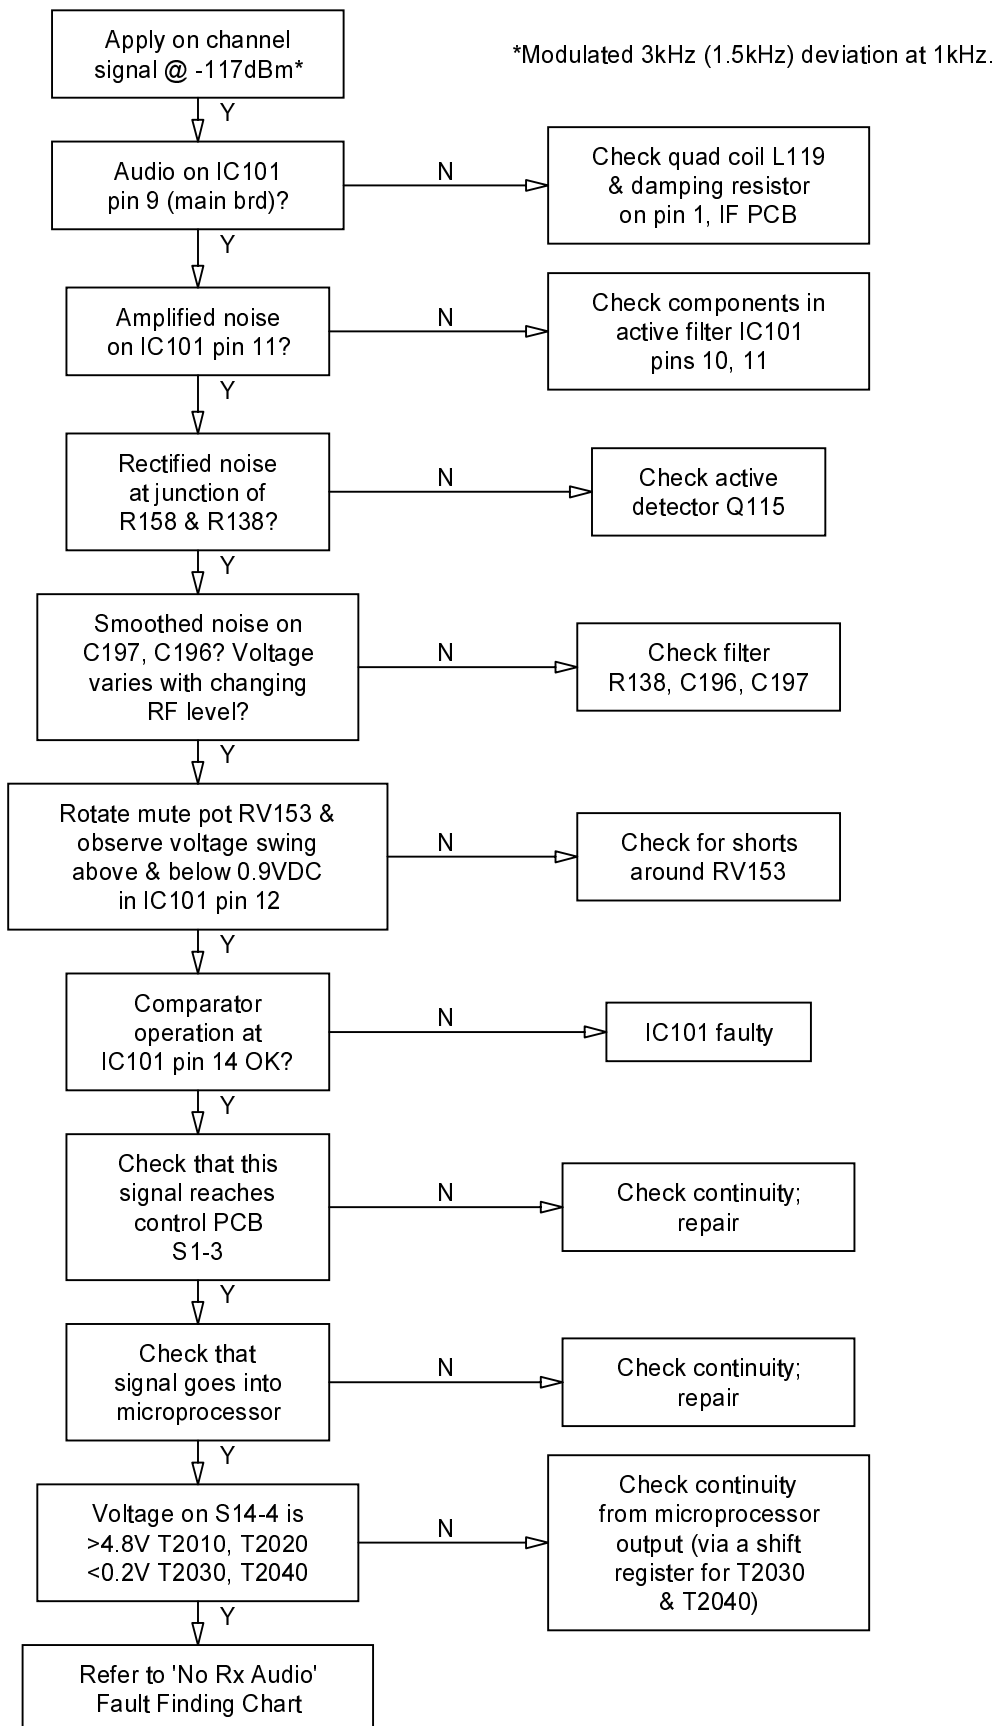 Apply on channel
signal @ -117dBm*
*Modulated 3kHz (1.5kHz) deviation at 1kHz.
Y
Audio on IC101
pin 9 (main brd)?
N
Check quad coil L119
& damping resistor
on pin 1, IF PCB
Y
Amplified noise
on IC101 pin 11?
N
Check components in
active filter IC101
pins 10, 11
Y
Rectified noise
at junction of
R158 & R138?
N
Check active
detector Q115
Y
Smoothed noise on
C197, C196? Voltage
varies with changing
RF level?
N
Check filter
R138, C196, C197
Y
Rotate mute pot RV153 &
observe voltage swing
above & below 0.9VDC
in IC101 pin 12
N
Check for shorts
around RV153
Y
Comparator
operation at
IC101 pin 14 OK?
N
IC101 faulty
Y
Check that this
signal reaches
control PCB
S1-3
N
Check continuity;
repair
Y
Check that
signal goes into
microprocessor
N
Check continuity;
repair
Y
Voltage on S14-4 is
>4.8V T2010, T2020
<0.2V T2030, T2040
N
Check continuity
from microprocessor
output (via a shift
register for T2030
& T2040)
Y
Refer to 'No Rx Audio'
Fault Finding Chart